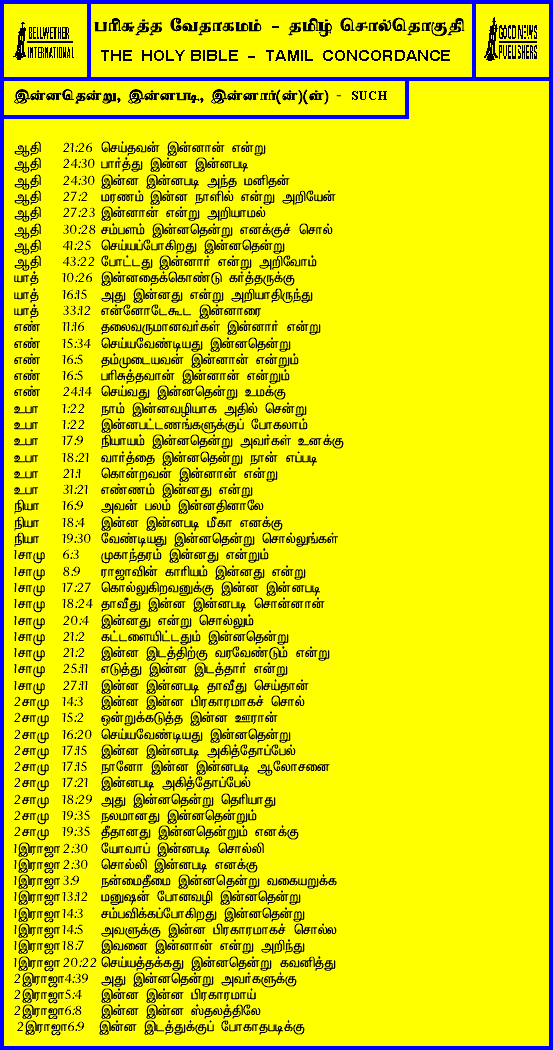 BELLWETHER
INTERNATIONAL
பரிசுத்த வேதாகமம் - தமிழ் சொல்தொகுதி
THE HOLY BIBLE - TAMIL CONCORDANCE
GOOD NEWS
PUBLISHERS
இன்னதென்று, இன்னபடி, இன்னார்(ன்)(ள்) - SUCH
ஆதி 21:26 செய்தவன் இன்னான் என்று
ஆதி 24:30 பார்த்து இன்ன இன்னபடி
ஆதி 24:30 இன்ன இன்னபடி அந்த மனிதன்
ஆதி 27:2 மரணம் இன்ன நாளில் என்று அறியேன்
ஆதி 27:23 இன்னான் என்று அறியாமல்
ஆதி 30:28 சம்பளம் இன்னதென்று எனக்குச் சொல்
ஆதி 41:25 செய்யப்போகிறது இன்னதென்று
ஆதி 43:22 போட்டது இன்னார் என்று அறிவோம்
யாத் 10:26 இன்னதைக்கொண்டு கர்த்தருக்கு
யாத் 16:15 அது இன்னது என்று அறியாதிருந்து
யாத் 33:12 என்னோடேகூட இன்னாரை
எண் 11:16 தலைவருமானவர்கள் இன்னார் என்று
எண் 15:34 செய்யவேண்டியது இன்னதென்று
எண் 16:5 தம்முடையவன் இன்னான் என்றும்
எண் 16:5 பரிசுத்தவான் இன்னான் என்றும்
எண் 24:14 செய்வது இன்னதென்று உமக்கு
உபா 1:22 நாம் இன்னவழியாக அதில் சென்று
உபா 1:22 இன்னபட்டணங்களுக்குப் போகலாம்
உபா 17:9 நியாயம் இன்னதென்று அவர்கள் உனக்கு
உபா 18:21 வார்த்தை இன்னதென்று நான் எப்படி
உபா 21:1 கொன்றவன் இன்னான் என்று
உபா 31:21 எண்ணம் இன்னது என்று
நியா 16:9 அவன் பலம் இன்னதினாலே
நியா 18:4 இன்ன இன்னபடி மீகா எனக்கு
நியா 19:30 வேண்டியது இன்னதென்று சொல்லுங்கள்
1சாமு 6:3 முகாந்தரம் இன்னது என்றும்
1சாமு 8:9 ராஜாவின் காரியம் இன்னது என்று
1சாமு 17:27 கொல்லுகிறவனுக்கு இன்ன இன்னபடி
1சாமு 18:24 தாவீது இன்ன இன்னபடி சொன்னான்
1சாமு 20:4 இன்னது என்று சொல்லும்
1சாமு 21:2 கட்டளையிட்டதும் இன்னதென்று
1சாமு 21:2 இன்ன இடத்திற்கு வரவேண்டும் என்று
1சாமு 25:11 எடுத்து இன்ன இடத்தார் என்று
1சாமு 27:11 இன்ன இன்னபடி தாவீது செய்தான்
2சாமு 14:3 இன்ன இன்ன பிரகாரமாகச் சொல்
2சாமு 15:2 ஒன்றுக்கடுத்த இன்ன ஊரான்
2சாமு 16:20 செய்யவேண்டியது இன்னதென்று
2சாமு 17:15 இன்ன இன்னபடி அகித்தோப்பேல்
2சாமு 17:15 நானோ இன்ன இன்னபடி ஆலோசனை
2சாமு 17:21 இன்னபடி அகித்தோப்பேல்
2சாமு 18:29 அது இன்னதென்று தெரியாது
2சாமு 19:35 நலமானது இன்னதென்றும்
2சாமு 19:35 தீதானது இன்னதென்றும் எனக்கு
1இராஜா 2:30 யோவாப் இன்னபடி சொல்லி
1இராஜா 2:30 சொல்லி இன்னபடி எனக்கு
1இராஜா 3:9 நன்மைதீமை இன்னதென்று வகையறுக்க
1இராஜா 13:12 மனுஷன் போனவழி இன்னதென்று
1இராஜா 14:3 சம்பவிக்கப்போகிறது இன்னதென்று
1இராஜா 14:5 அவளுக்கு இன்ன பிரகாரமாகச் சொல்ல
1இராஜா 18:7 இவனை இன்னான் என்று அறிந்து
1இராஜா 20:22 செய்யத்தக்கது இன்னதென்று கவனித்து
2இராஜா 4:39 அது இன்னதென்று அவர்களுக்கு
2இராஜா 5:4 இன்ன இன்ன பிரகாரமாய்
2இராஜா 6:8 இன்ன இன்ன ஸ்தலத்திலே
2இராஜா 6:9 இன்ன இடத்துக்குப் போகாதபடிக்கு